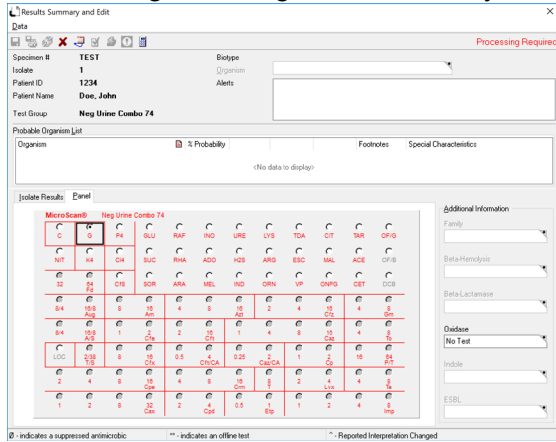 Results Summary and Edit
Data
Processing Required
Specimen # TEST Biotype
Isolate 1 Organism
Patient ID 1234 Alerts
Patient Name Doe, John
Test Group Neg Urine Combo 74
Probable Organism List
Organism % Probability Footnotes Special Characteristics
<No data to display>
Isolate Results Panel
Additional Information
MicroScan® Neg Urine Combo 74
Family
C G P4 GLU RAF INO URE LYS TDA CIT TAR OF/G
NIT K4 Cl4 SUC RHA ADO H2S ARG ESC MAL ACE OF/B
Beta-Hemolysis
32 64 Cf8 SOR ARA MEL IND ORN VP ONPG CET DCB
Fd
Beta-Lactamase
8/4 16/8 8 4 8 16 2 4 16 4 8
Aug Am Azt Cfz Gm
Oxidase
8/4 16/8 1 2 16 1 4 8 16 4 8
A/S Cfe Cft Caz To
No Test
LOC 2/38 8 16 0.5 4 0.25 2 1 2 16 64
T/S Cfx Cft/CA Caz/CA Cp P/T
Indole
2 4 8 16 4 8 16 8 2 4 4 8
Cpe Crm T Lvx Te
ESBL
1 2 8 32 2 4 0.5 1 1 2 4 8
Cax Cpd Etp Imp
Ø - indicates a suppressed antimicrobic ** - indicates an offline test ^ - Reported Interpretation Changed